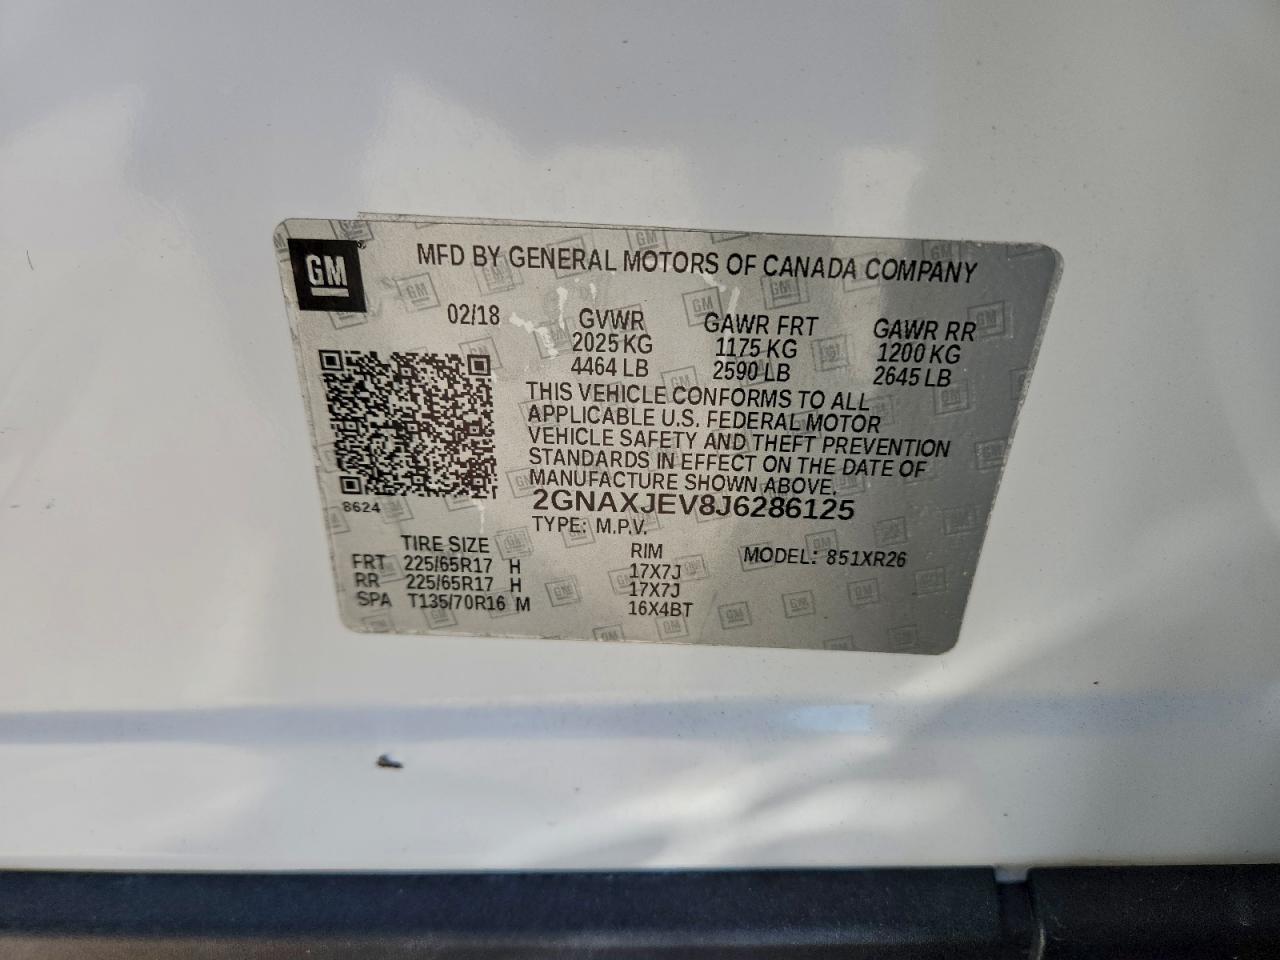 GM
MFD BY GENERAL MOTORS OF CANADA COMPANY
02/18 GVWR GAWR FRT GAWR RR
2025 KG 1175 KG 1200 KG
4464 LB 2590 LB 2645 LB
THIS VEHICLE CONFORMS TO ALL
APPLICABLE U.S. FEDERAL MOTOR
VEHICLE SAFETY AND THEFT PREVENTION
STANDARDS IN EFFECT ON THE DATE OF
MANUFACTURE SHOWN ABOVE.
8624
2GNAXJEV8J6286125
TYPE: M.P.V.
TIRE SIZE RIM MODEL: 851XR26
FRT 225/65R17 H 17X7J
RR 225/65R17 H 17X7J
SPA T135/70R16 M 16X4BT